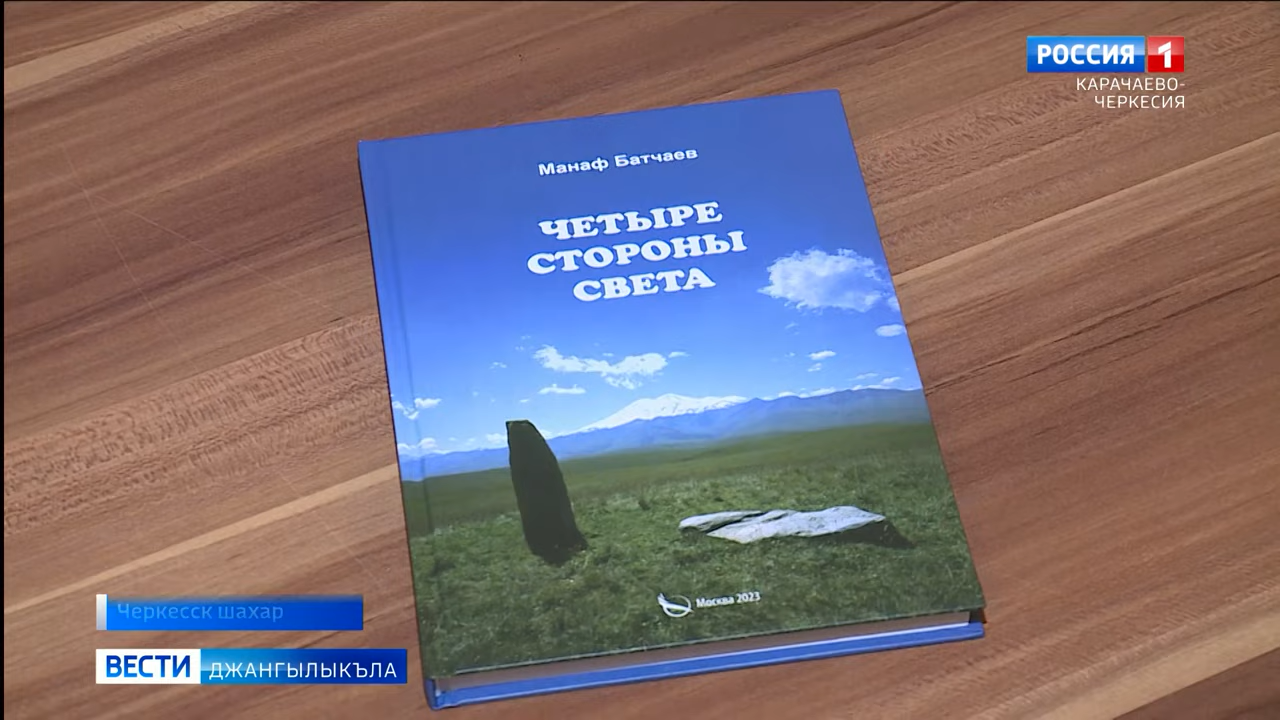 РОССИЯ 1
КАРАЧАЕВО-
ЧЕРКЕСИЯ
Манаф Батчаев
ЧЕТЫРЕ
СТОРОНЫ
СВЕТА
Москва 2023
Черкесск шахар
ВЕСТИ ДЖАНГЫЛЫКЪЛА